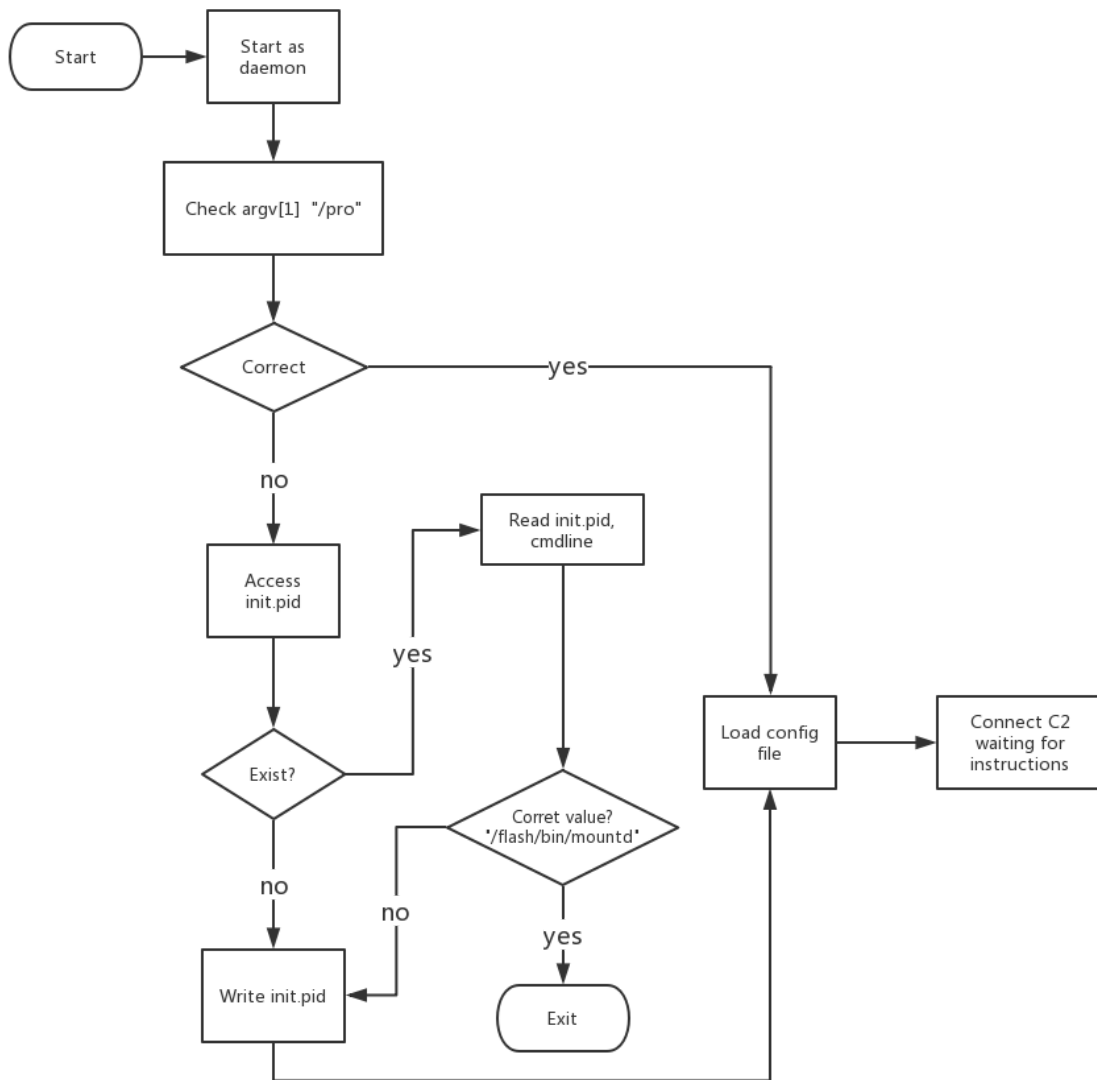 Start
Start as
daemon
Check argv[1] "/pro"
Correct
yes
no
Read init.pid,
cmdline
Access
init.pid
yes
Load config
file
Connect C2
waiting for
instructions
Exist?
Corret value?
"/flash/bin/mountd"
no
no
yes
Write init.pid
Exit